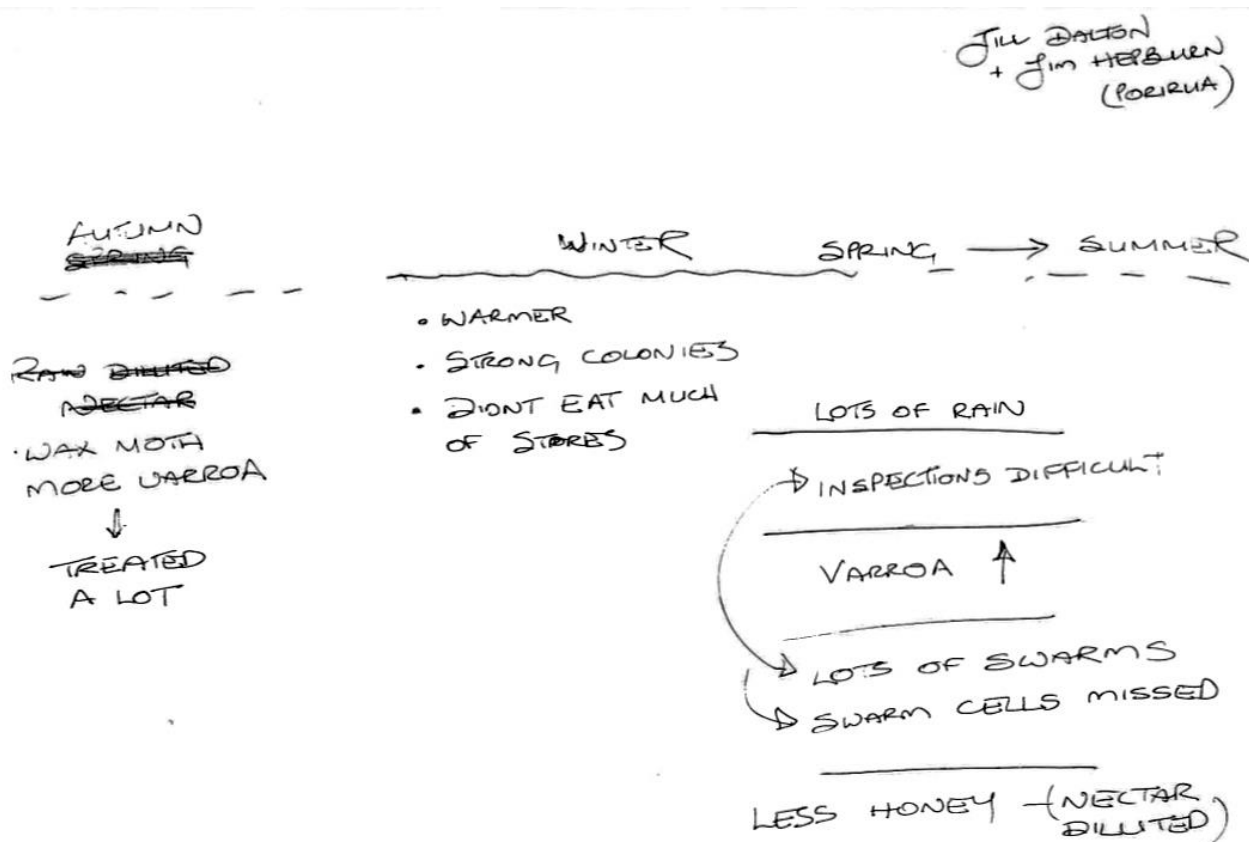 Jill DALTON
+ Jim HEPBURN
(PORIRUA)
AUTUMN
SPRING
WINTER
SPRING → SUMMER
RAW DILUTED
NECTAR
• WAX MOTH
MORE VARROA
↓
TREATED
A LOT
• WARMER
• STRONG COLONIES
• DIDNT EAT MUCH
OF STORES
LOTS OF RAIN
INSPECTIONS DIFFICULT
VARROA ↑
LOTS OF SWARMS
SWARM CELLS MISSED
LESS HONEY - (NECTAR
DILUTED)